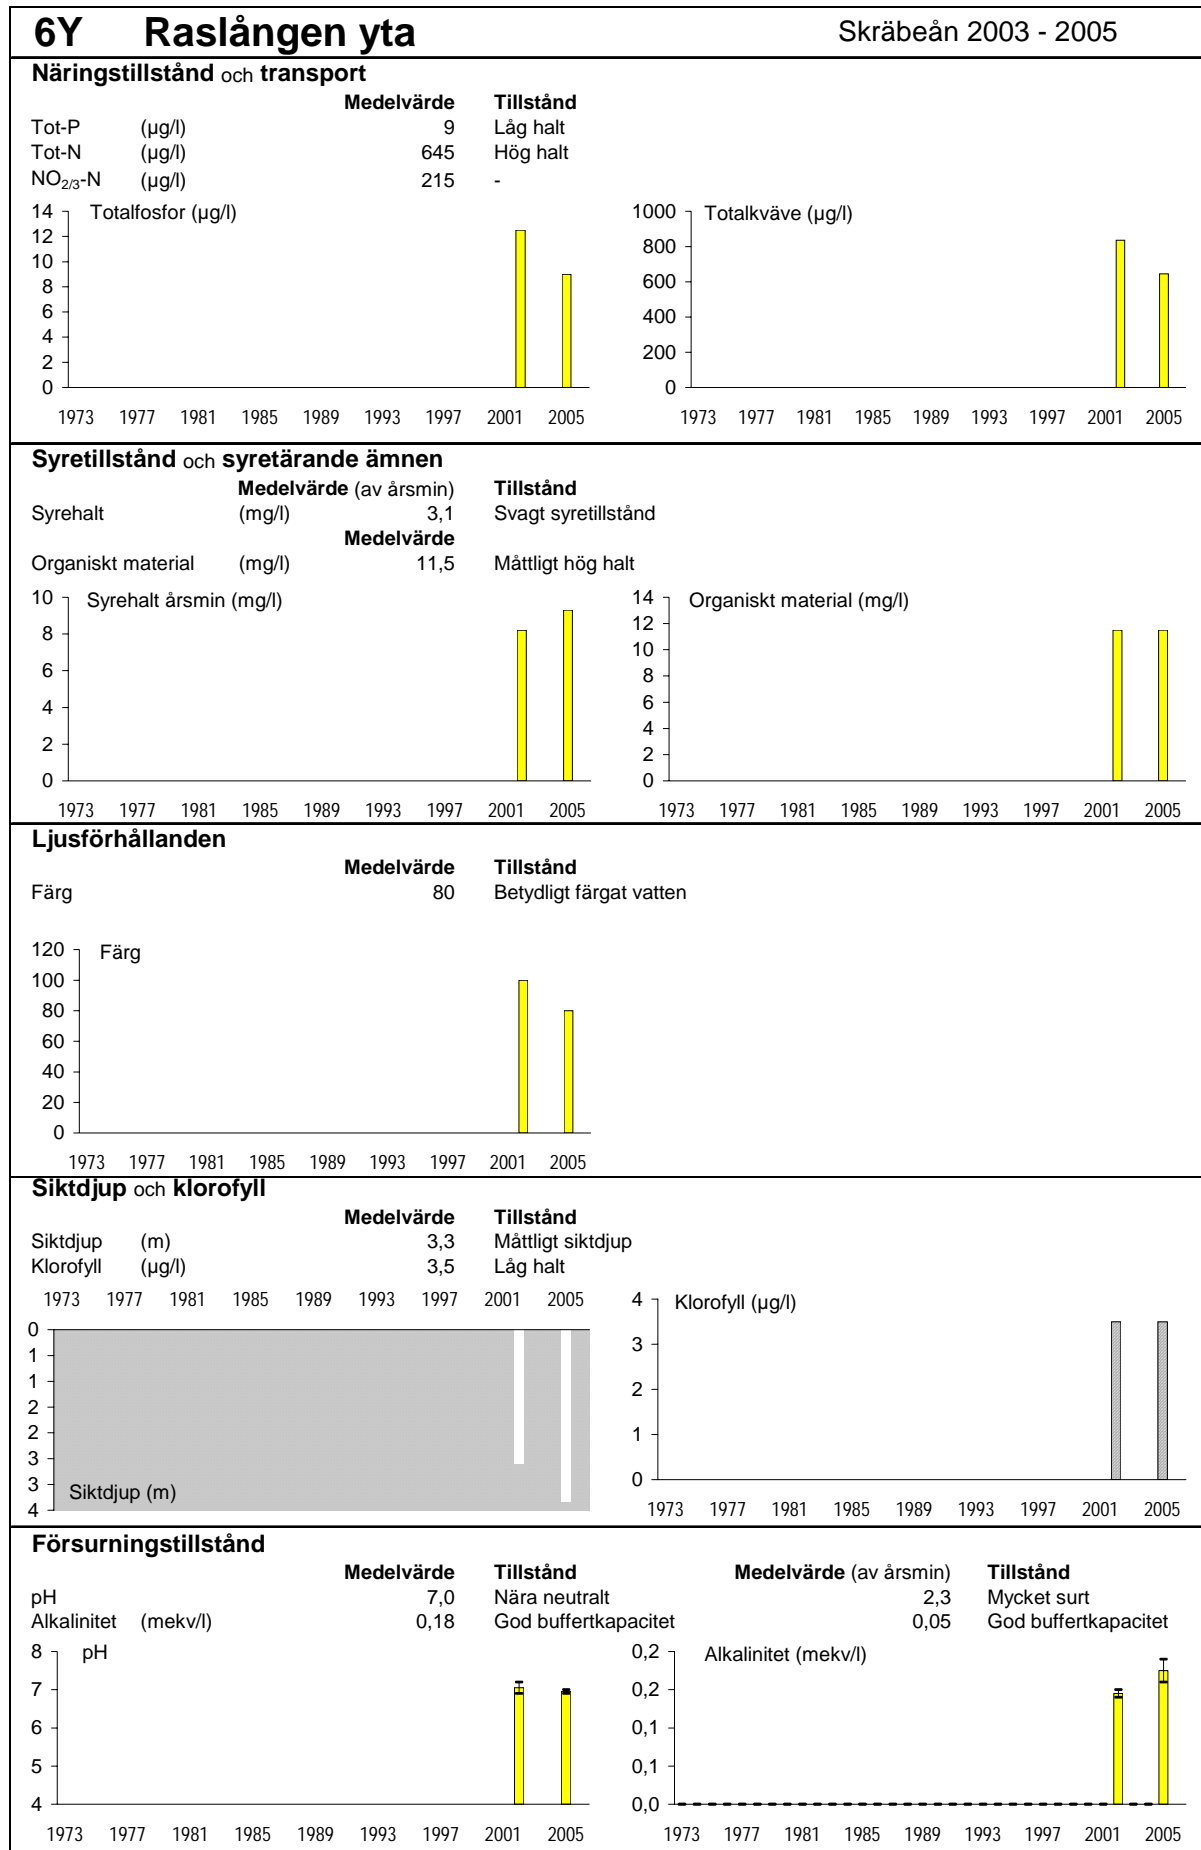 6Y Raslången yta Skräbeån 2003 - 2005
Näringstillstånd och transport
Medelvärde Tillstånd
Tot-P (µg/l) 9 Låg halt
Tot-N (µg/l) 645 Hög halt
NO2/3-N (µg/l) 215 -
Totalfosfor (µg/l)
14
12
10
8
6
4
2
0
1973 1977 1981 1985 1989 1993 1997 2001 2005
Totalkväve (µg/l)
1000
800
600
400
200
0
1973 1977 1981 1985 1989 1993 1997 2001 2005
Syretillstånd och syretärande ämnen
Medelvärde (av årsmin) Tillstånd
Syrehalt (mg/l) 3,1 Svagt syretillstånd
Medelvärde
Organiskt material (mg/l) 11,5 Måttligt hög halt
Syrehalt årsmin (mg/l)
10
8
6
4
2
0
1973 1977 1981 1985 1989 1993 1997 2001 2005
Organiskt material (mg/l)
14
12
10
8
6
4
2
0
1973 1977 1981 1985 1989 1993 1997 2001 2005
Ljusförhållanden
Medelvärde Tillstånd
Färg 80 Betydligt färgat vatten
Färg
120
100
80
60
40
20
0
1973 1977 1981 1985 1989 1993 1997 2001 2005
Siktdjup och klorofyll
Medelvärde Tillstånd
Siktdjup (m) 3,3 Måttligt siktdjup
Klorofyll (µg/l) 3,5 Låg halt
1973 1977 1981 1985 1989 1993 1997 2001 2005
0
1
1
2
2
3
3
4
Siktdjup (m)
Klorofyll (µg/l)
4
3
2
1
0
1973 1977 1981 1985 1989 1993 1997 2001 2005
Försurningstillstånd
Medelvärde Tillstånd Medelvärde (av årsmin) Tillstånd
pH 7,0 Nära neutralt 2,3 Mycket surt
Alkalinitet (mekv/l) 0,18 God buffertkapacitet 0,05 God buffertkapacitet
pH
8
7
6
5
4
1973 1977 1981 1985 1989 1993 1997 2001 2005
Alkalinitet (mekv/l)
0,2
0,2
0,1
0,1
0,0
1973 1977 1981 1985 1989 1993 1997 2001 2005